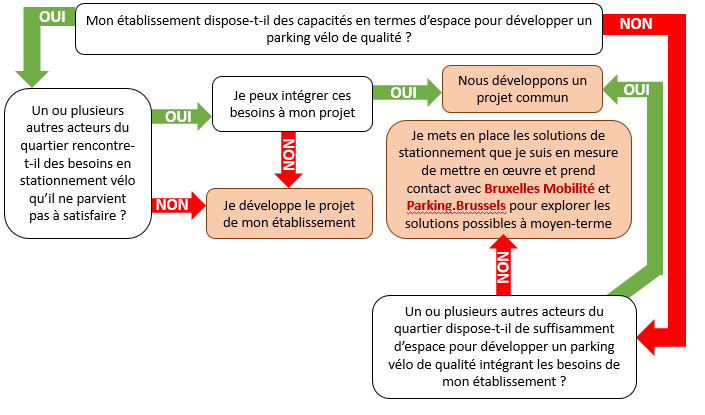 OUI
Mon établissement dispose-t-il des capacités en termes d'espace pour développer un
parking vélo de qualité ?
NON
Un ou plusieurs
autres acteurs du
quartier rencontre-
t-il des besoins en
stationnement vélo
qu'il ne parvient
pas à satisfaire ?
OUI
Je peux intégrer ces
besoins à mon projet
OUI
Nous développons un
projet commun
OUI
NON
NON
Je développe le projet
de mon établissement
Je mets en place les solutions de
stationnement que je suis en mesure
de mettre en œuvre et prend
contact avec Bruxelles Mobilité et
Parking.Brussels pour explorer les
solutions possibles à moyen-terme
NON
Un ou plusieurs autres acteurs du
quartier dispose-t-il de suffisamment
d'espace pour développer un parking
vélo de qualité intégrant les besoins de
mon établissement ?